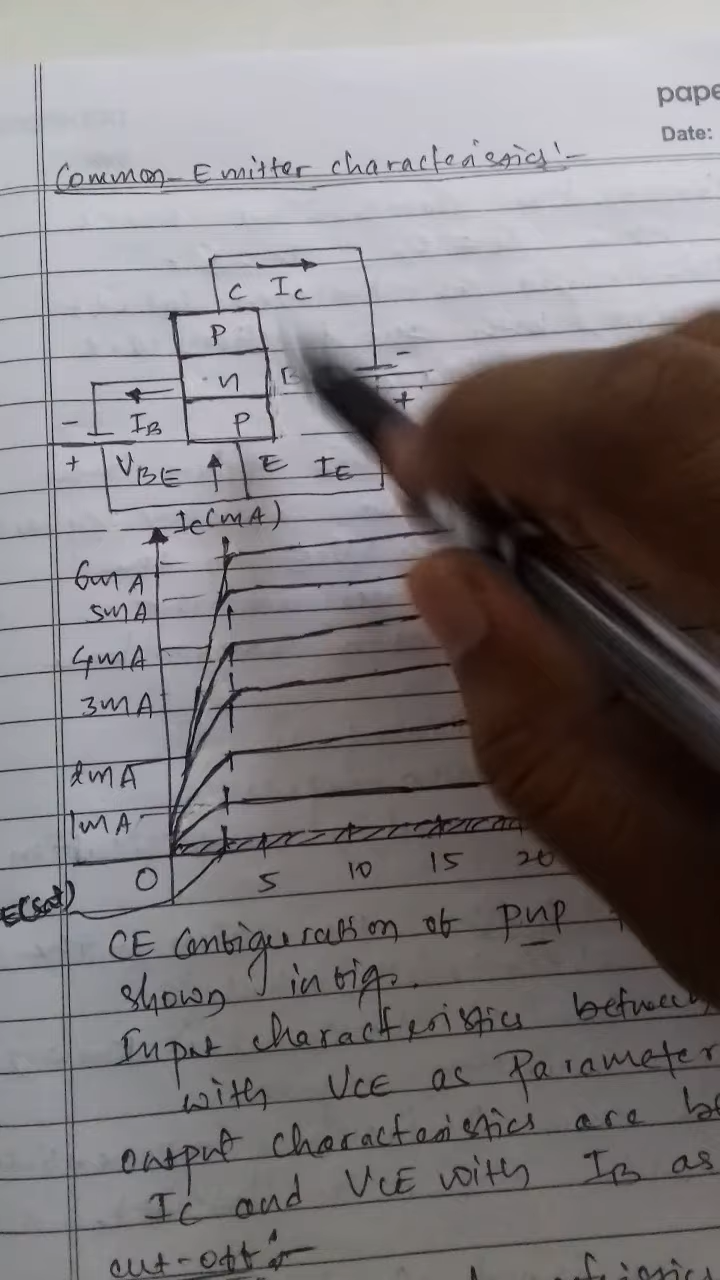 pape
Date:
Common-Emitter characteristics:-
C IC
P
n
- IB P - +
+ VBE E IE
IC(mA)
6mA
5mA
4mA
3mA
2mA
1mA
0 5 10 15 20
E(sat)
CE Configuration of pnp
shown in fig.
Input characteristics between
with VCE as Parameter
output characteristics are be
IC and VCE with IB as
cut-off:-